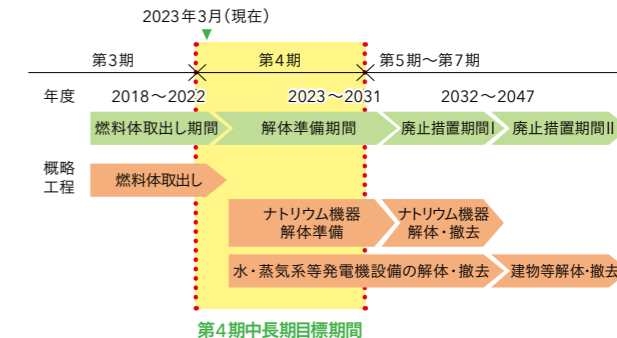 2023年3月(現在)
第3期
第4期
第5期～第7期
年度
2018～2022
2023～2031
2032～2047
燃料体取出し期間
解体準備期間
廃止措置期間Ⅰ
廃止措置期間Ⅱ
概略
工程
燃料体取出し
ナトリウム機器
解体準備
ナトリウム機器
解体・撤去
水・蒸気系等発電機設備の解体・撤去
建物等解体・撤去
第4期中長期目標期間